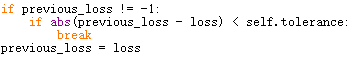 if previous_loss != -1:
    if abs(previous_loss - loss) < self.tolerance:
        break
previous_loss = loss